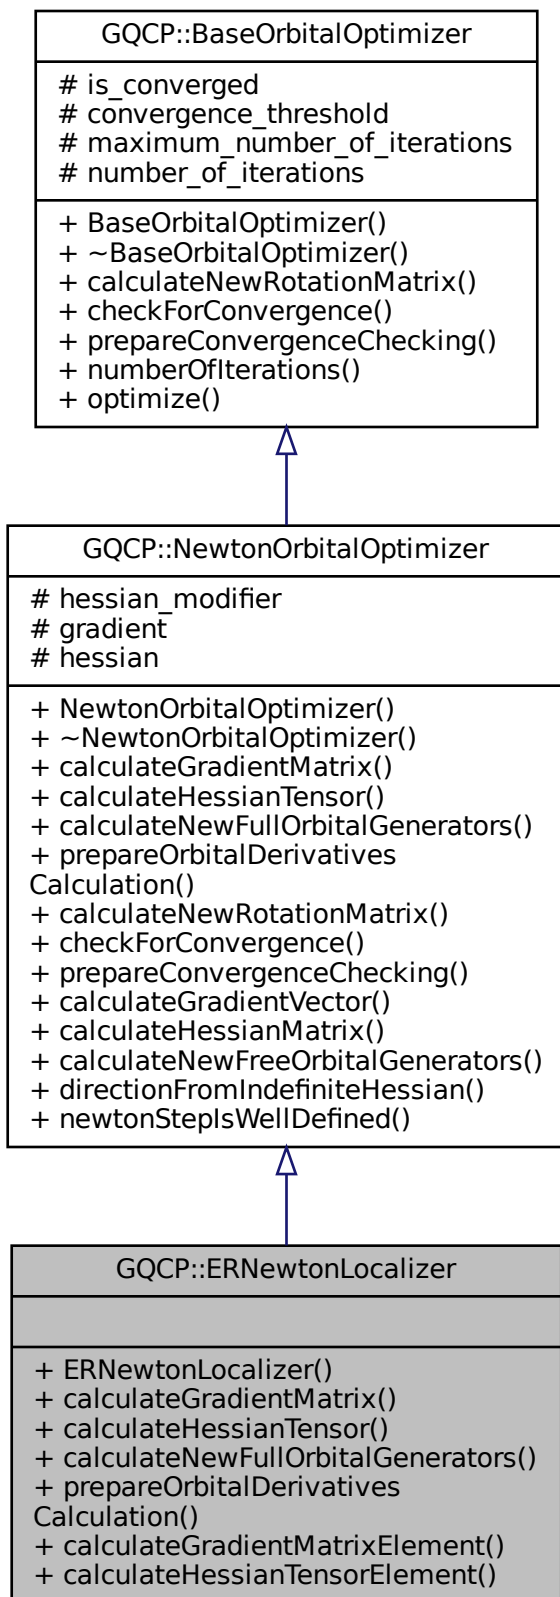 GQCP::BaseOrbitalOptimizer
# is_converged
# convergence_threshold
# maximum_number_of_iterations
# number_of_iterations
+ BaseOrbitalOptimizer()
+ ~BaseOrbitalOptimizer()
+ calculateNewRotationMatrix()
+ checkForConvergence()
+ prepareConvergenceChecking()
+ numberOfIterations()
+ optimize()
GQCP::NewtonOrbitalOptimizer
# hessian_modifier
# gradient
# hessian
+ NewtonOrbitalOptimizer()
+ ~NewtonOrbitalOptimizer()
+ calculateGradientMatrix()
+ calculateHessianTensor()
+ calculateNewFullOrbitalGenerators()
+ prepareOrbitalDerivatives
Calculation()
+ calculateNewRotationMatrix()
+ checkForConvergence()
+ prepareConvergenceChecking()
+ calculateGradientVector()
+ calculateHessianMatrix()
+ calculateNewFreeOrbitalGenerators()
+ directionFromIndefiniteHessian()
+ newtonStepIsWellDefined()
GQCP::ERNewtonLocalizer
+ ERNewtonLocalizer()
+ calculateGradientMatrix()
+ calculateHessianTensor()
+ calculateNewFullOrbitalGenerators()
+ prepareOrbitalDerivatives
Calculation()
+ calculateGradientMatrixElement()
+ calculateHessianTensorElement()